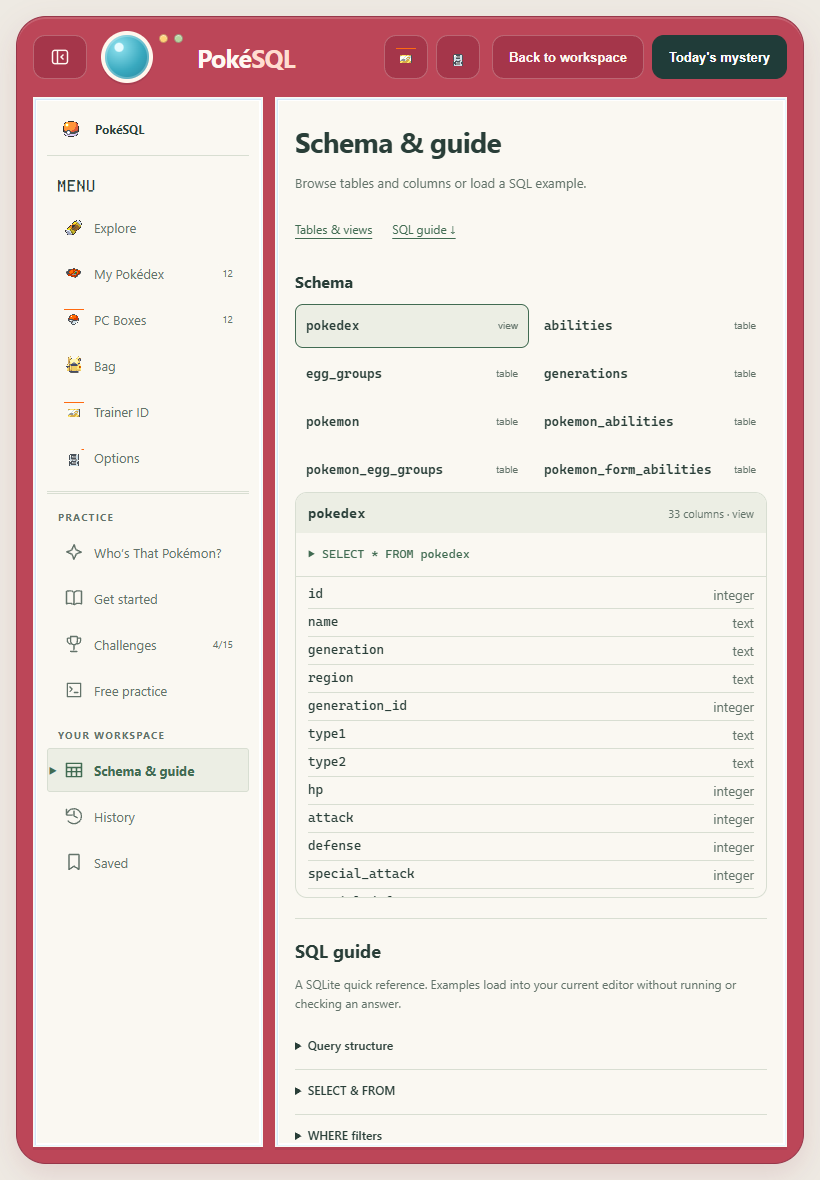 PokéSQL
Back to workspace
Today's mystery
PokéSQL
MENU
Explore
My Pokédex 12
PC Boxes 12
Bag
Trainer ID
Options
PRACTICE
Who's That Pokémon?
Get started
Challenges 4/15
Free practice
YOUR WORKSPACE
Schema & guide
History
Saved
Schema & guide
Browse tables and columns or load a SQL example.
Tables & views SQL guide ↓
Schema
pokedex view abilities table
egg_groups table generations table
pokemon table pokemon_abilities table
pokemon_egg_groups table pokemon_form_abilities table
pokedex 33 columns · view
SELECT * FROM pokedex
id integer
name text
generation text
region text
generation_id integer
type1 text
type2 text
hp integer
attack integer
defense integer
special_attack integer
SQL guide
A SQLite quick reference. Examples load into your current editor without running or
checking an answer.
Query structure
SELECT & FROM
WHERE filters